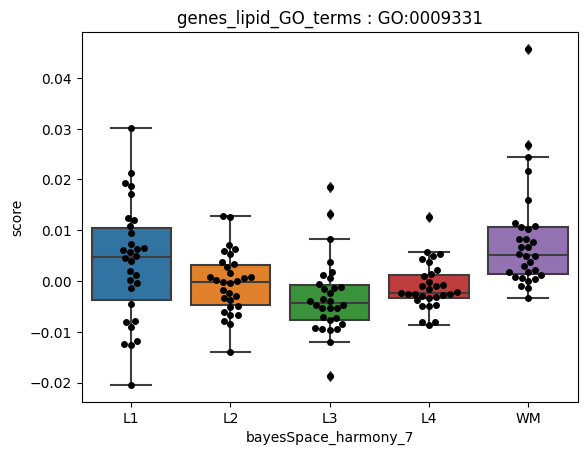 genes_lipid_GO_terms : GO:0009331
score
0.04
0.03
0.02
0.01
0.00
−0.01
−0.02
L1 L2 L3 L4 WM
bayesSpace_harmony_7